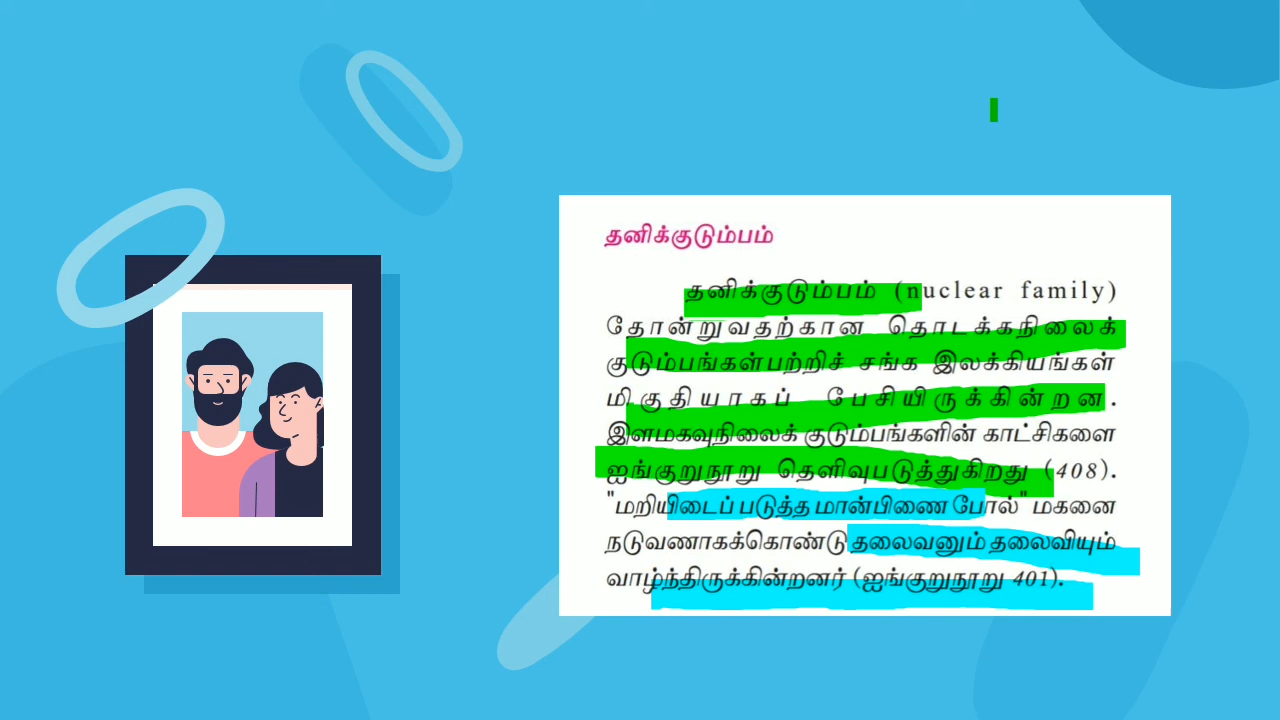 தனிக்குடும்பம்
தனிக்குடும்பம் (nuclear family)
தோன்றுவதற்கான தொடக்கநிலைக்
குடும்பங்கள்பற்றிச் சங்க இலக்கியங்கள்
மிகுதியாகப் பேசியிருக்கின்றன.
இளமகவுநிலைக் குடும்பங்களின் காட்சிகளை
ஐங்குறுநூறு தெளிவுபடுத்துகிறது (408).
"மறியிடைப் படுத்த மான்பிணை போல்" மகனை
நடுவணாகக்கொண்டு தலைவனும் தலைவியும்
வாழ்ந்திருக்கின்றனர் (ஐங்குறுநூறு 401).